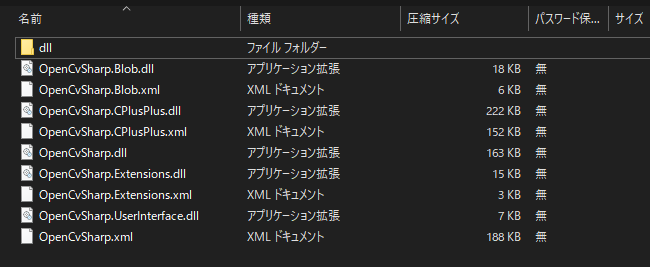 名前 種類 圧縮サイズ パスワード保... サイズ
dll ファイル フォルダー
OpenCvSharp.Blob.dll アプリケーション拡張 18 KB 無
OpenCvSharp.Blob.xml XML ドキュメント 6 KB 無
OpenCvSharp.CPlusPlus.dll アプリケーション拡張 222 KB 無
OpenCvSharp.CPlusPlus.xml XML ドキュメント 152 KB 無
OpenCvSharp.dll アプリケーション拡張 163 KB 無
OpenCvSharp.Extensions.dll アプリケーション拡張 15 KB 無
OpenCvSharp.Extensions.xml XML ドキュメント 3 KB 無
OpenCvSharp.UserInterface.dll アプリケーション拡張 7 KB 無
OpenCvSharp.xml XML ドキュメント 188 KB 無